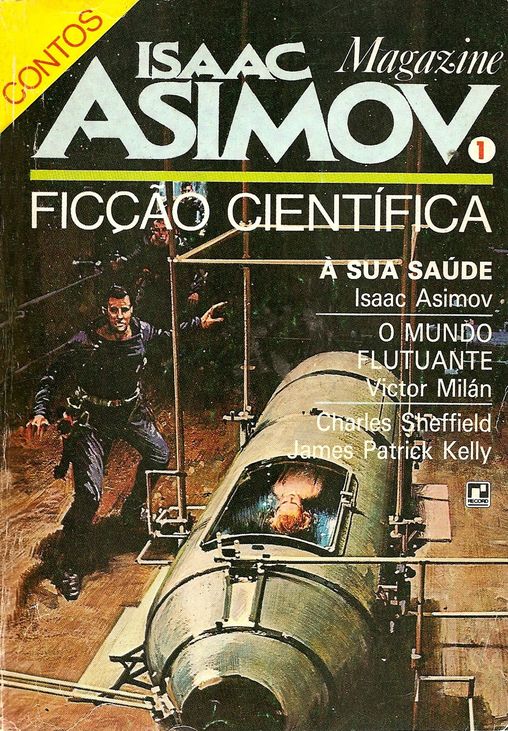 CONTOS
ISAAC Magazine
ASIMOV 1
FICÇÃO CIENTÍFICA
À SUA SAÚDE
Isaac Asimov
O MUNDO
FLUTUANTE
Victor Milán
Charles Sheffield
James Patrick Kelly
RECORD